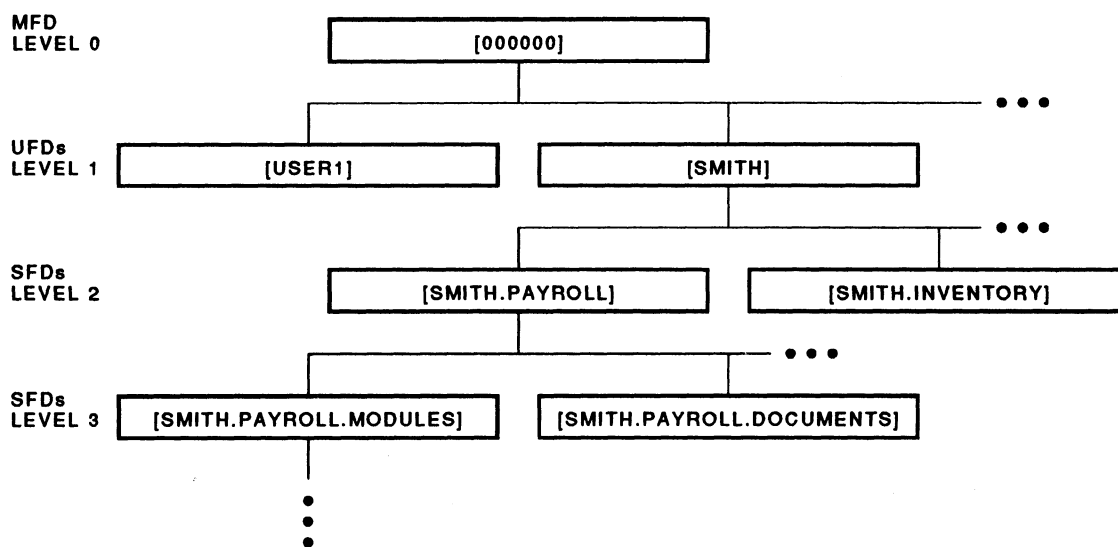 MFD
LEVEL 0
[000000]
UFDs
LEVEL 1
[USER1]
[SMITH]
SFDs
LEVEL 2
[SMITH.PAYROLL]
[SMITH.INVENTORY]
SFDs
LEVEL 3
[SMITH.PAYROLL.MODULES]
[SMITH.PAYROLL.DOCUMENTS]